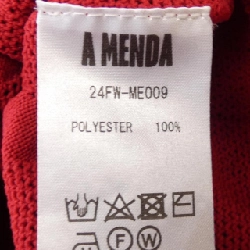 A MENDA
24FW-ME009
POLYESTER 100%
F W